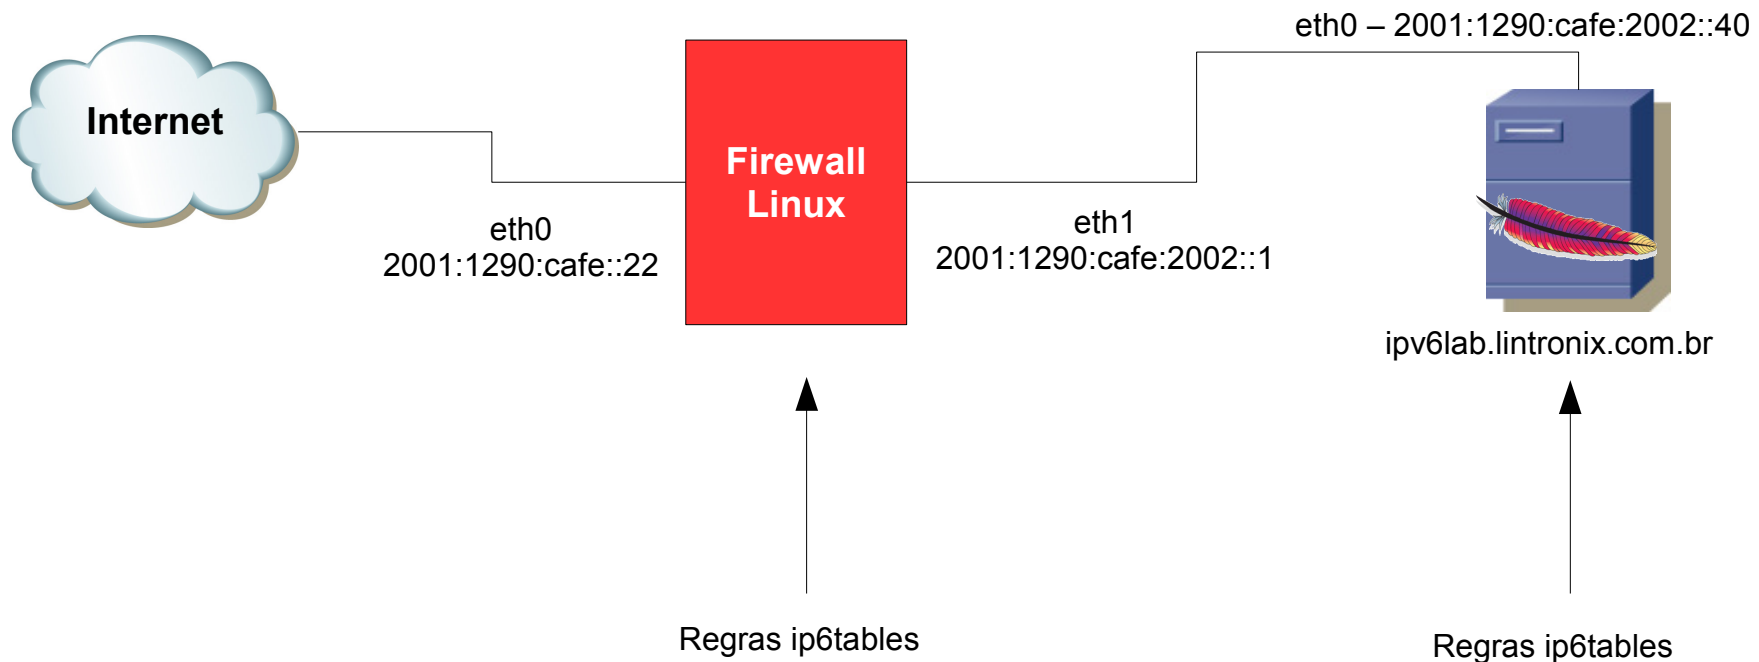 eth0 – 2001:1290:cafe:2002::40
Internet
Firewall
Linux
eth0
2001:1290:cafe::22
eth1
2001:1290:cafe:2002::1
ipv6lab.lintronix.com.br
Regras ip6tables
Regras ip6tables